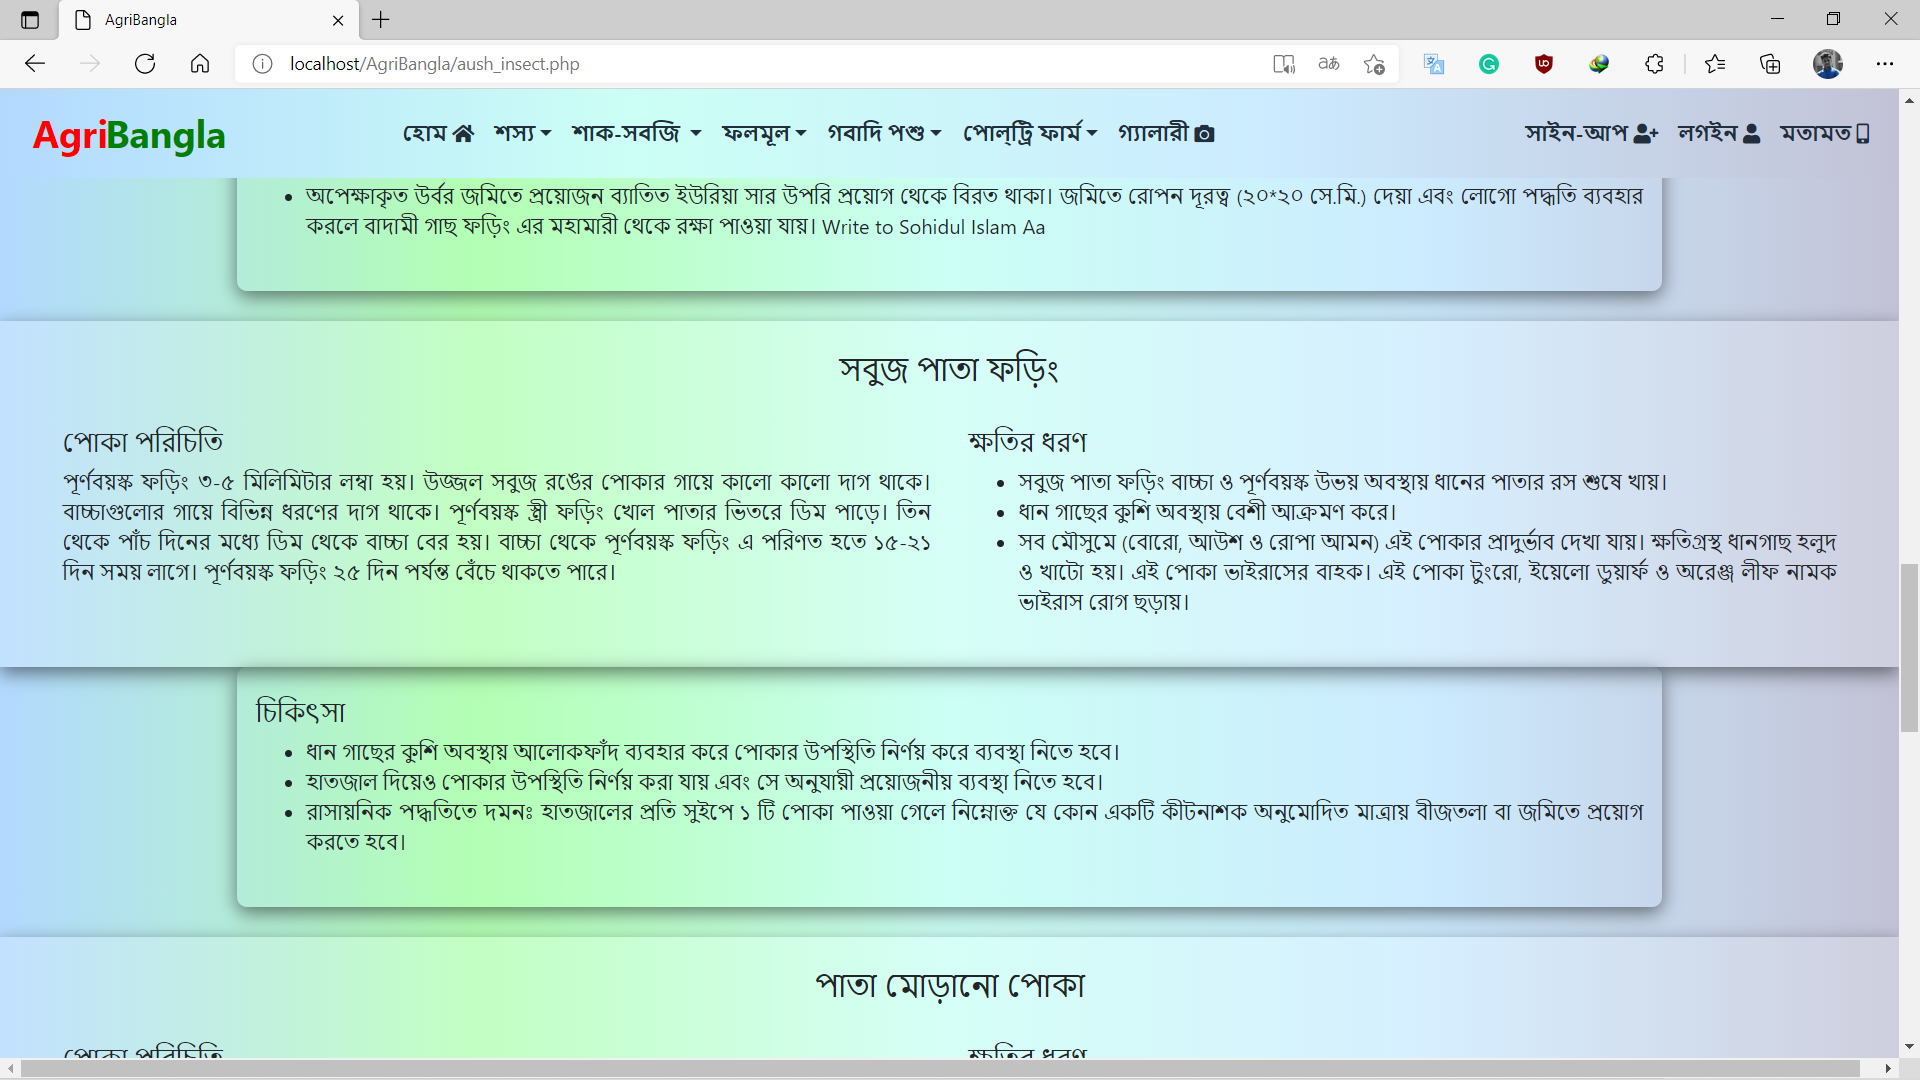 AgriBangla
localhost/AgriBangla/aush_insect.php
AgriBangla
হোম শস্য শাক-সবজি ফলমূল গবাদি পশু পোল্ট্রি ফার্ম গ্যালারী সাইন-আপ লগইন মতামত
• অপেক্ষাকৃত উর্বর জমিতে প্রয়োজন ব্যাতিত ইউরিয়া সার উপরি প্রয়োগ থেকে বিরত থাকা। জমিতে রোপন দূরত্ব (২০*২০ সে.মি.) দেয়া এবং লোগো পদ্ধতি ব্যবহার
করলে বাদামী গাছ ফড়িং এর মহামারী থেকে রক্ষা পাওয়া যায়। Write to Sohidul Islam Aa
সবুজ পাতা ফড়িং
পোকা পরিচিতি
পূর্ণবয়স্ক ফড়িং ৩-৫ মিলিমিটার লম্বা হয়। উজ্জল সবুজ রঙের পোকার গায়ে কালো কালো দাগ থাকে।
বাচ্চাগুলোর গায়ে বিভিন্ন ধরণের দাগ থাকে। পূর্ণবয়স্ক স্ত্রী ফড়িং খোল পাতার ভিতরে ডিম পাড়ে। তিন
থেকে পাঁচ দিনের মধ্যে ডিম থেকে বাচ্চা বের হয়। বাচ্চা থেকে পূর্ণবয়স্ক ফড়িং এ পরিণত হতে ১৫-২১
দিন সময় লাগে। পূর্ণবয়স্ক ফড়িং ২৫ দিন পর্যন্ত বেঁচে থাকতে পারে।
ক্ষতির ধরণ
• সবুজ পাতা ফড়িং বাচ্চা ও পূর্ণবয়স্ক উভয় অবস্থায় ধানের পাতার রস শুষে খায়।
• ধান গাছের কুশি অবস্থায় বেশী আক্রমণ করে।
• সব মৌসুমে (বোরো, আউশ ও রোপা আমন) এই পোকার প্রাদুর্ভাব দেখা যায়। ক্ষতিগ্রস্থ ধানগাছ হলুদ
ও খাটো হয়। এই পোকা ভাইরাসের বাহক। এই পোকা টুংরো, ইয়েলো ডুয়ার্ফ ও অরেঞ্জ লীফ নামক
ভাইরাস রোগ ছড়ায়।
চিকিৎসা
• ধান গাছের কুশি অবস্থায় আলোকফাঁদ ব্যবহার করে পোকার উপস্থিতি নির্ণয় করে ব্যবস্থা নিতে হবে।
• হাতজাল দিয়েও পোকার উপস্থিতি নির্ণয় করা যায় এবং সে অনুযায়ী প্রয়োজনীয় ব্যবস্থা নিতে হবে।
• রাসায়নিক পদ্ধতিতে দমনঃ হাতজালের প্রতি সুইপে ১ টি পোকা পাওয়া গেলে নিম্নোক্ত যে কোন একটি কীটনাশক অনুমোদিত মাত্রায় বীজতলা বা জমিতে প্রয়োগ
করতে হবে।
পাতা মোড়ানো পোকা
পোকা পরিচিতি
ক্ষতির ধরণ